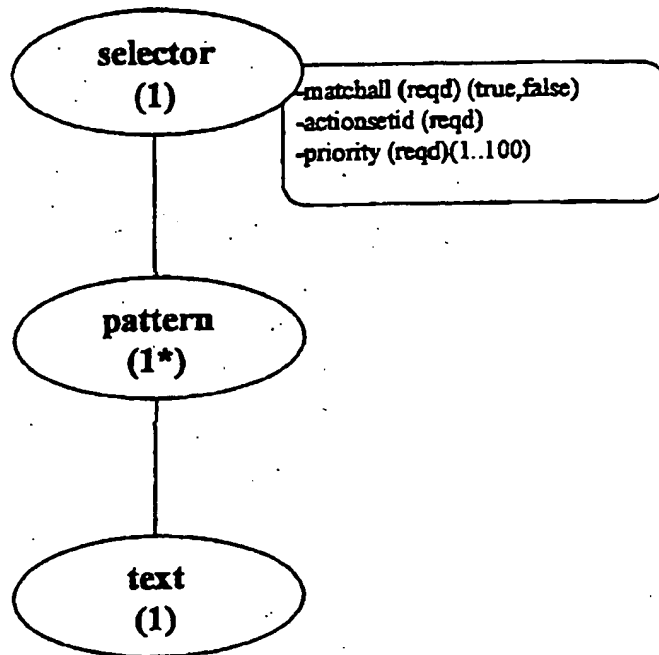 selector
(1)
-matchall (reqd) (true,false)
-actionsetid (reqd)
-priority (reqd)(1..100)
pattern
(1*)
text
(1)